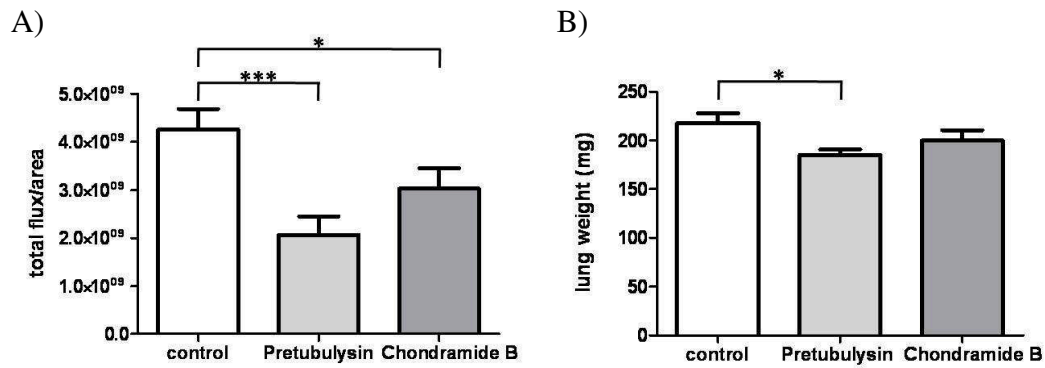 A)
*
***
5.0×10⁰⁹
4.0×10⁰⁹
3.0×10⁰⁹
2.0×10⁰⁹
1.0×10⁰⁹
0.0
total flux/area
control Pretubulysin Chondramide B
B)
*
250
200
150
100
50
0
lung weight (mg)
control Pretubulysin Chondramide B